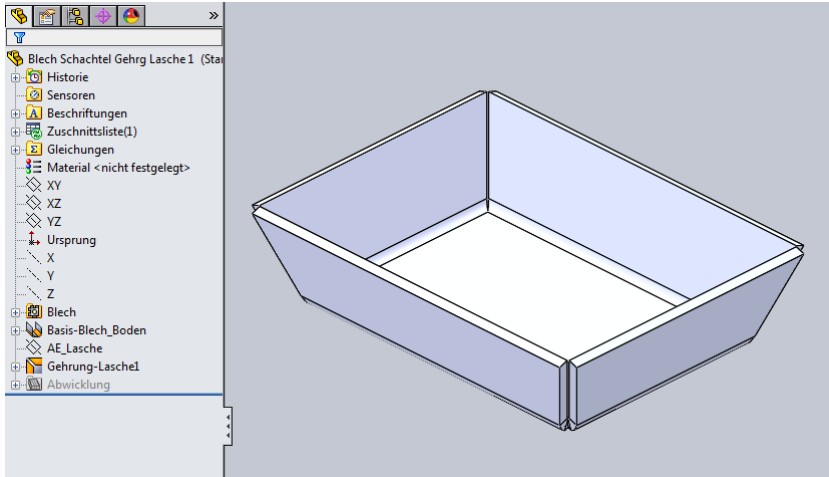 »
Blech Schachtel Gehrg Lasche 1 (Star
Historie
Sensoren
A Beschriftungen
Zuschnittsliste(1)
Σ Gleichungen
Material <nicht festgelegt>
XY
XZ
YZ
Ursprung
X
Y
Z
Blech
Basis-Blech_Boden
AE_Lasche
Gehrung-Lasche1
Abwicklung